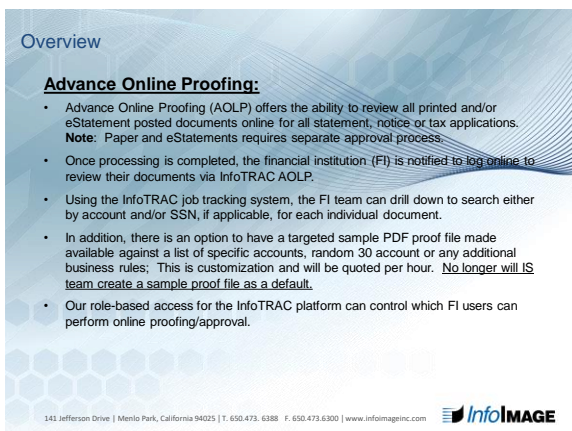 Overview
Advance Online Proofing:
• Advance Online Proofing (AOLP) offers the ability to review all printed and/or
eStatement posted documents online for all statement, notice or tax applications.
Note: Paper and eStatements requires separate approval process.
• Once processing is completed, the financial institution (FI) is notified to log online to
review their documents via InfoTRAC AOLP.
• Using the InfoTRAC job tracking system, the FI team can drill down to search either
by account and/or SSN, if applicable, for each individual document.
• In addition, there is an option to have a targeted sample PDF proof file made
available against a list of specific accounts, random 30 account or any additional
business rules; This is customization and will be quoted per hour. No longer will IS
team create a sample proof file as a default.
• Our role-based access for the InfoTRAC platform can control which FI users can
perform online proofing/approval.
141 Jefferson Drive | Menlo Park, California 94025 | T. 650.473. 6388 F. 650.473.6300 | www.infoimageinc.com
InfoIMAGE